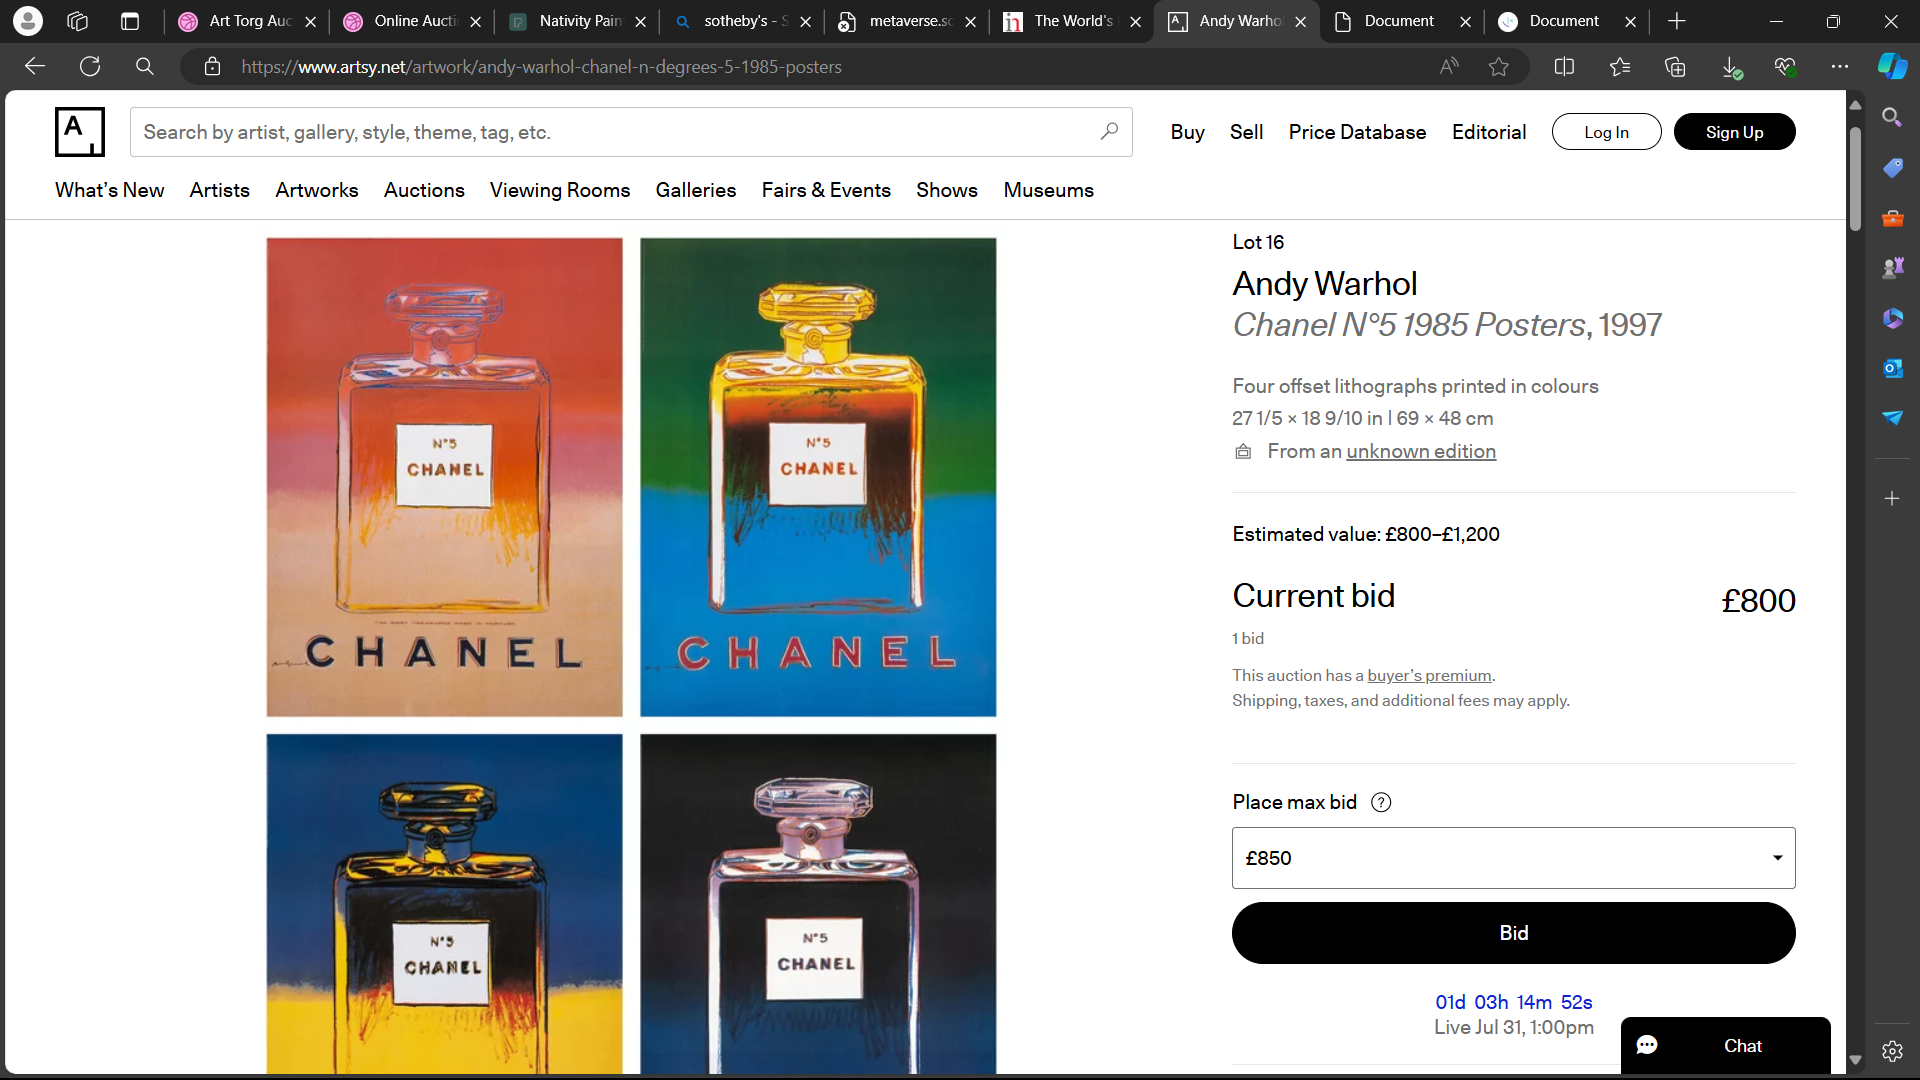 Art Torg Auc
Online Aucti
Nativity Pain
sotheby's - S
metaverse.sc
The World's
Andy Warho
Document
Document
https://www.artsy.net/artwork/andy-warhol-chanel-n-degrees-5-1985-posters
A
Search by artist, gallery, style, theme, tag, etc.
Buy Sell Price Database Editorial Log In Sign Up
What's New Artists Artworks Auctions Viewing Rooms Galleries Fairs & Events Shows Museums
N°5
CHANEL
CHANEL
N°5
CHANEL
CHANEL
N°5
CHANEL
N°5
CHANEL
Lot 16
Andy Warhol
Chanel N°5 1985 Posters, 1997
Four offset lithographs printed in colours
27 1/5 × 18 9/10 in | 69 × 48 cm
From an unknown edition
Estimated value: £800–£1,200
Current bid £800
1 bid
This auction has a buyer's premium.
Shipping, taxes, and additional fees may apply.
Place max bid ?
£850
Bid
01d 03h 14m 52s
Live Jul 31, 1:00pm
Chat